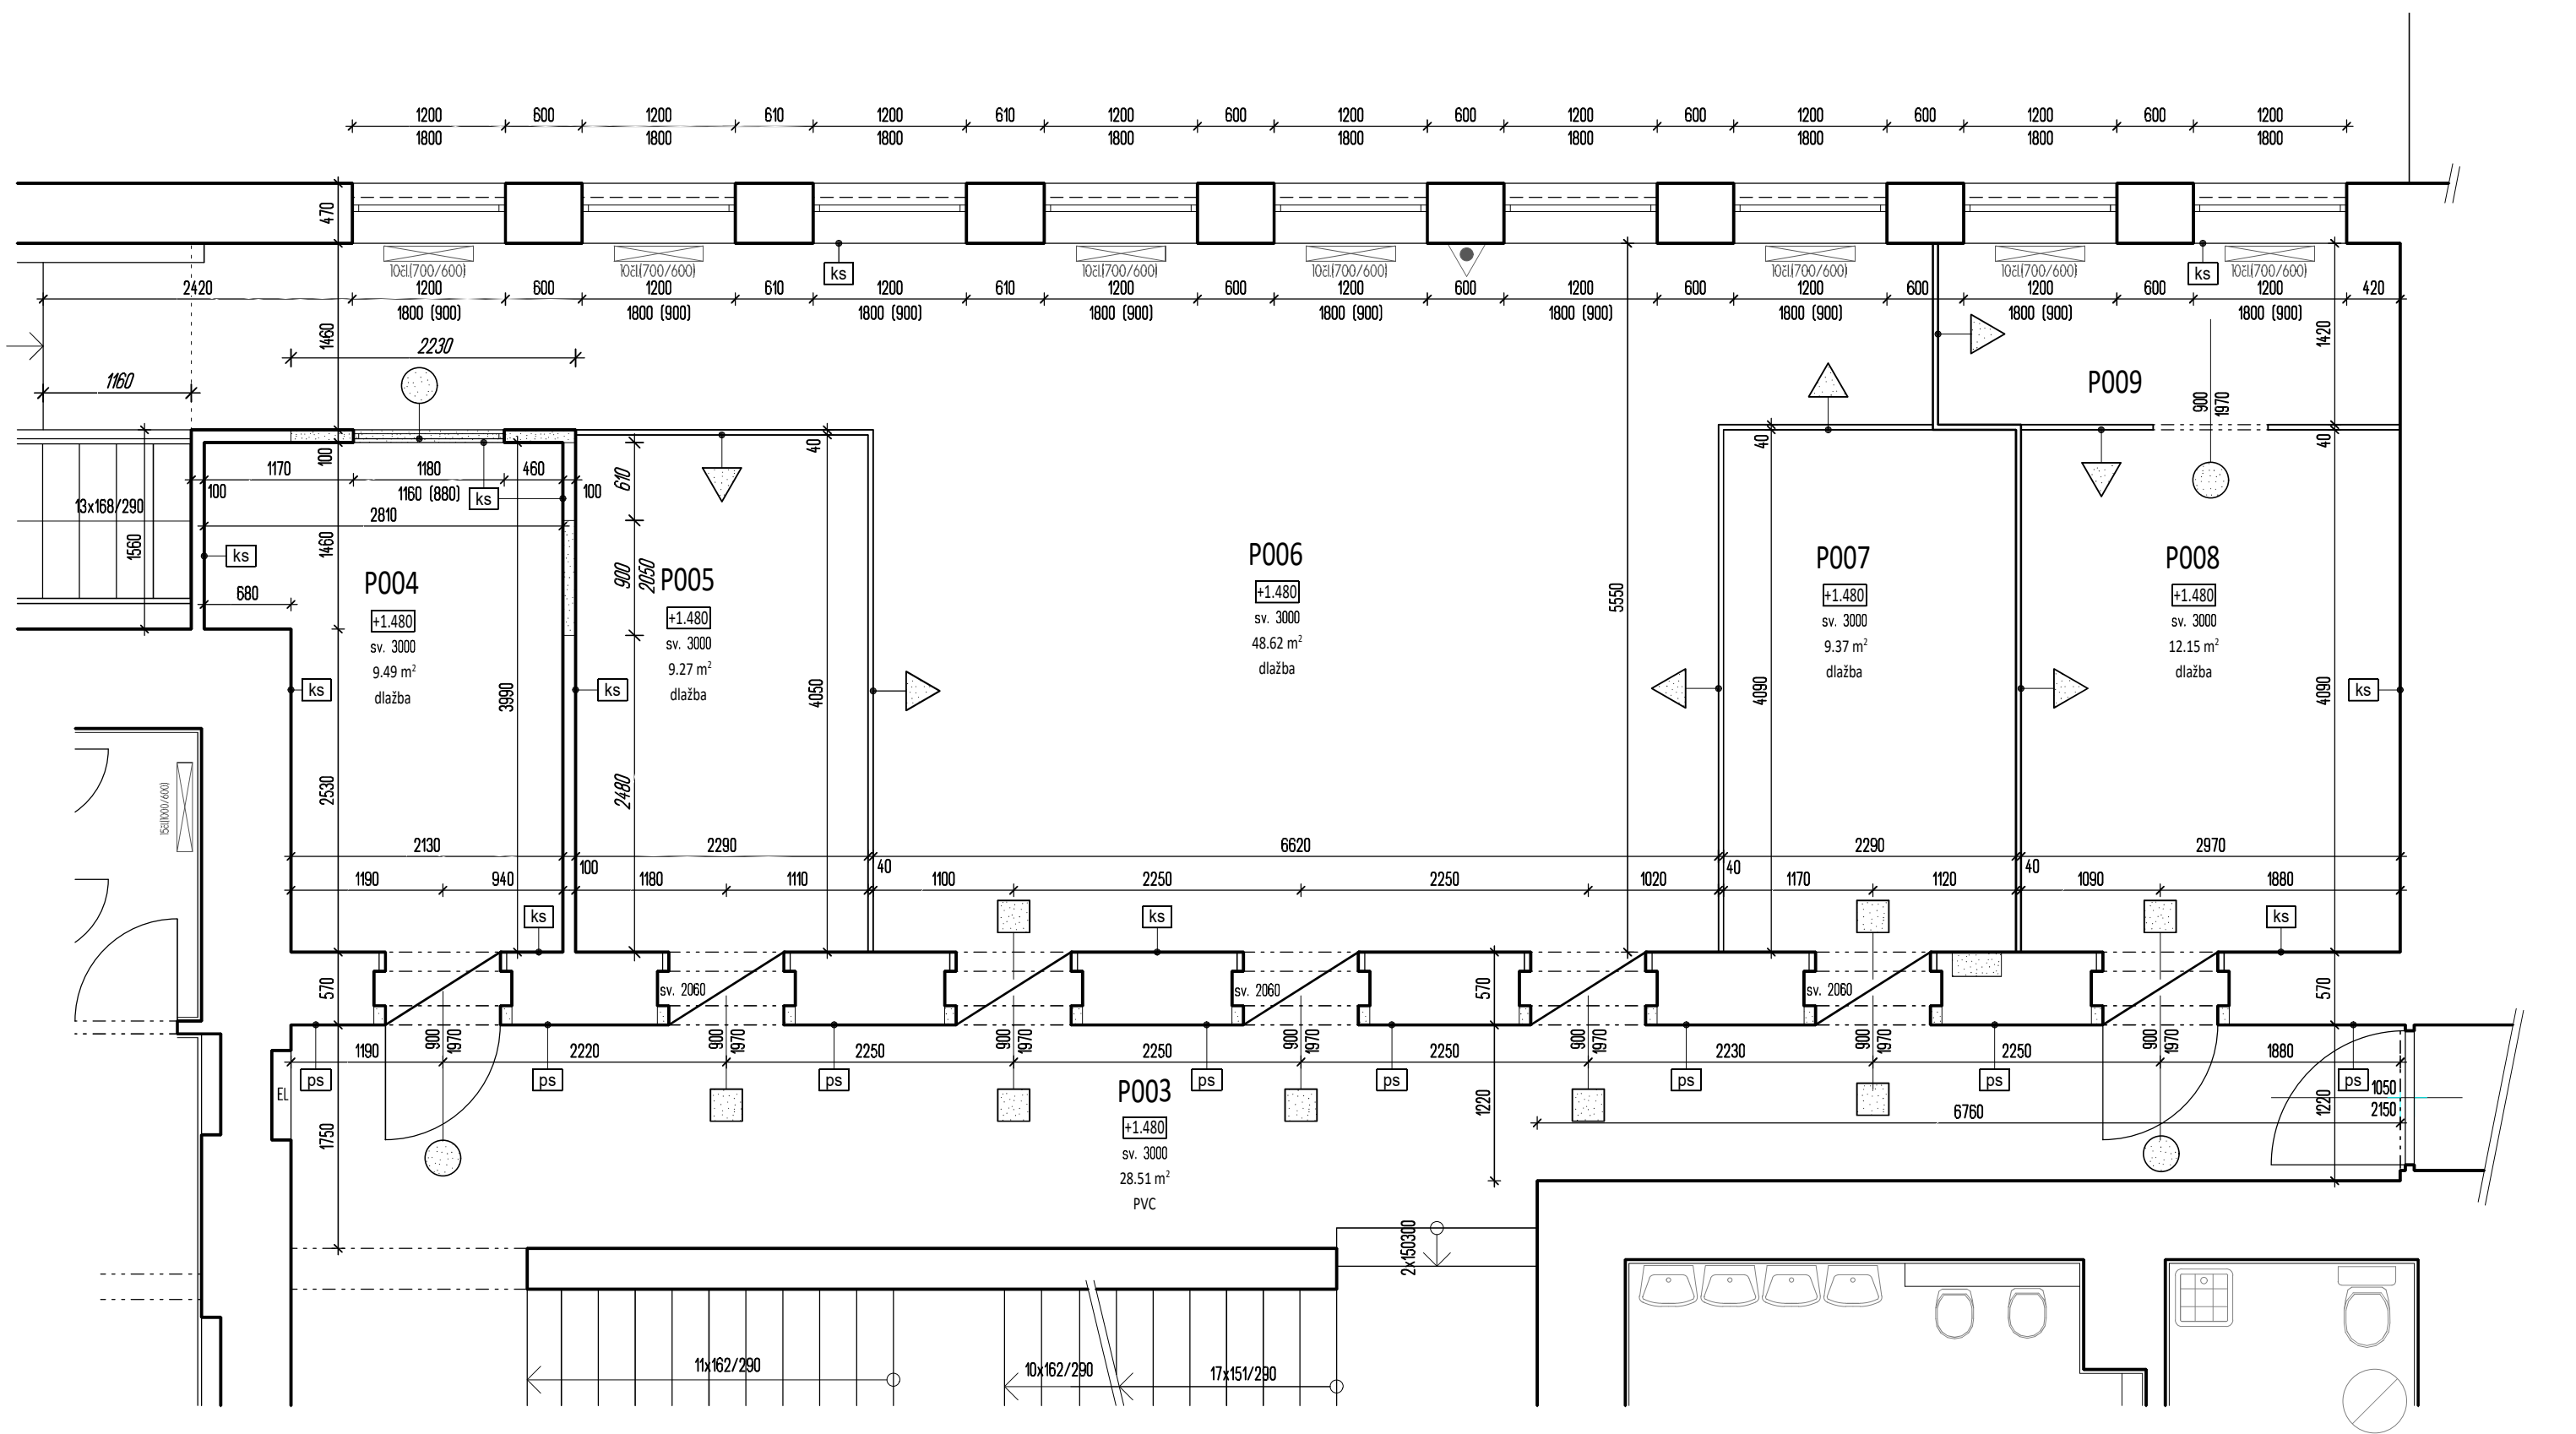 1200 600 1200 610 1200 610 1200 600 1200 600 1200 600 1200 600 1200 600 1200
1800 1800 1800 1800 1800 1800 1800 1800 1800
470
10čl.(700/600) 10čl.(700/600) ks 10čl.(700/600) 10čl.(700/600) 10čl.(700/600) 10čl.(700/600) ks 10čl.(700/600)
2420 1200 600 1200 610 1200 610 1200 600 1200 600 1200 600 1200 600 1200 600 1200 420
1800 (900) 1800 (900) 1800 (900) 1800 (900) 1800 (900) 1800 (900) 1800 (900) 1800 (900) 1800 (900)
1460 1420
2230
1160
P009
900
1970
100 40 40 40
1170 1180 460 610
100 1160 (880) ks 100
13x168/290
2810
1560 1460
ks
680
900
2050
5550
P004
+1.480
sv. 3000
9.49 m²
dlažba
P005
+1.480
sv. 3000
9.27 m²
dlažba
P006
+1.480
sv. 3000
48.62 m²
dlažba
P007
+1.480
sv. 3000
9.37 m²
dlažba
P008
+1.480
sv. 3000
12.15 m²
dlažba
ks ks ks
3990 4050 4090 4090
2530 2480
15čl.(1000/600)
2130 2290 6620 2290 2970
100 40 40 40
1190 940 1180 1110 1100 2250 2250 1020 1170 1120 1090 1880
ks ks ks
570 sv. 2060 sv. 2060 570 sv. 2060 570
900 900 900 900 900 900 900
1970 1970 1970 1970 1970 1970 1970
1190 2220 2250 2250 2250 2230 2250 1880
ps ps ps ps ps ps ps ps
EL
1050
2150
1750 1220 1220
6760
P003
+1.480
sv. 3000
28.51 m²
PVC
2x150300
11x162/290 10x162/290 17x151/290